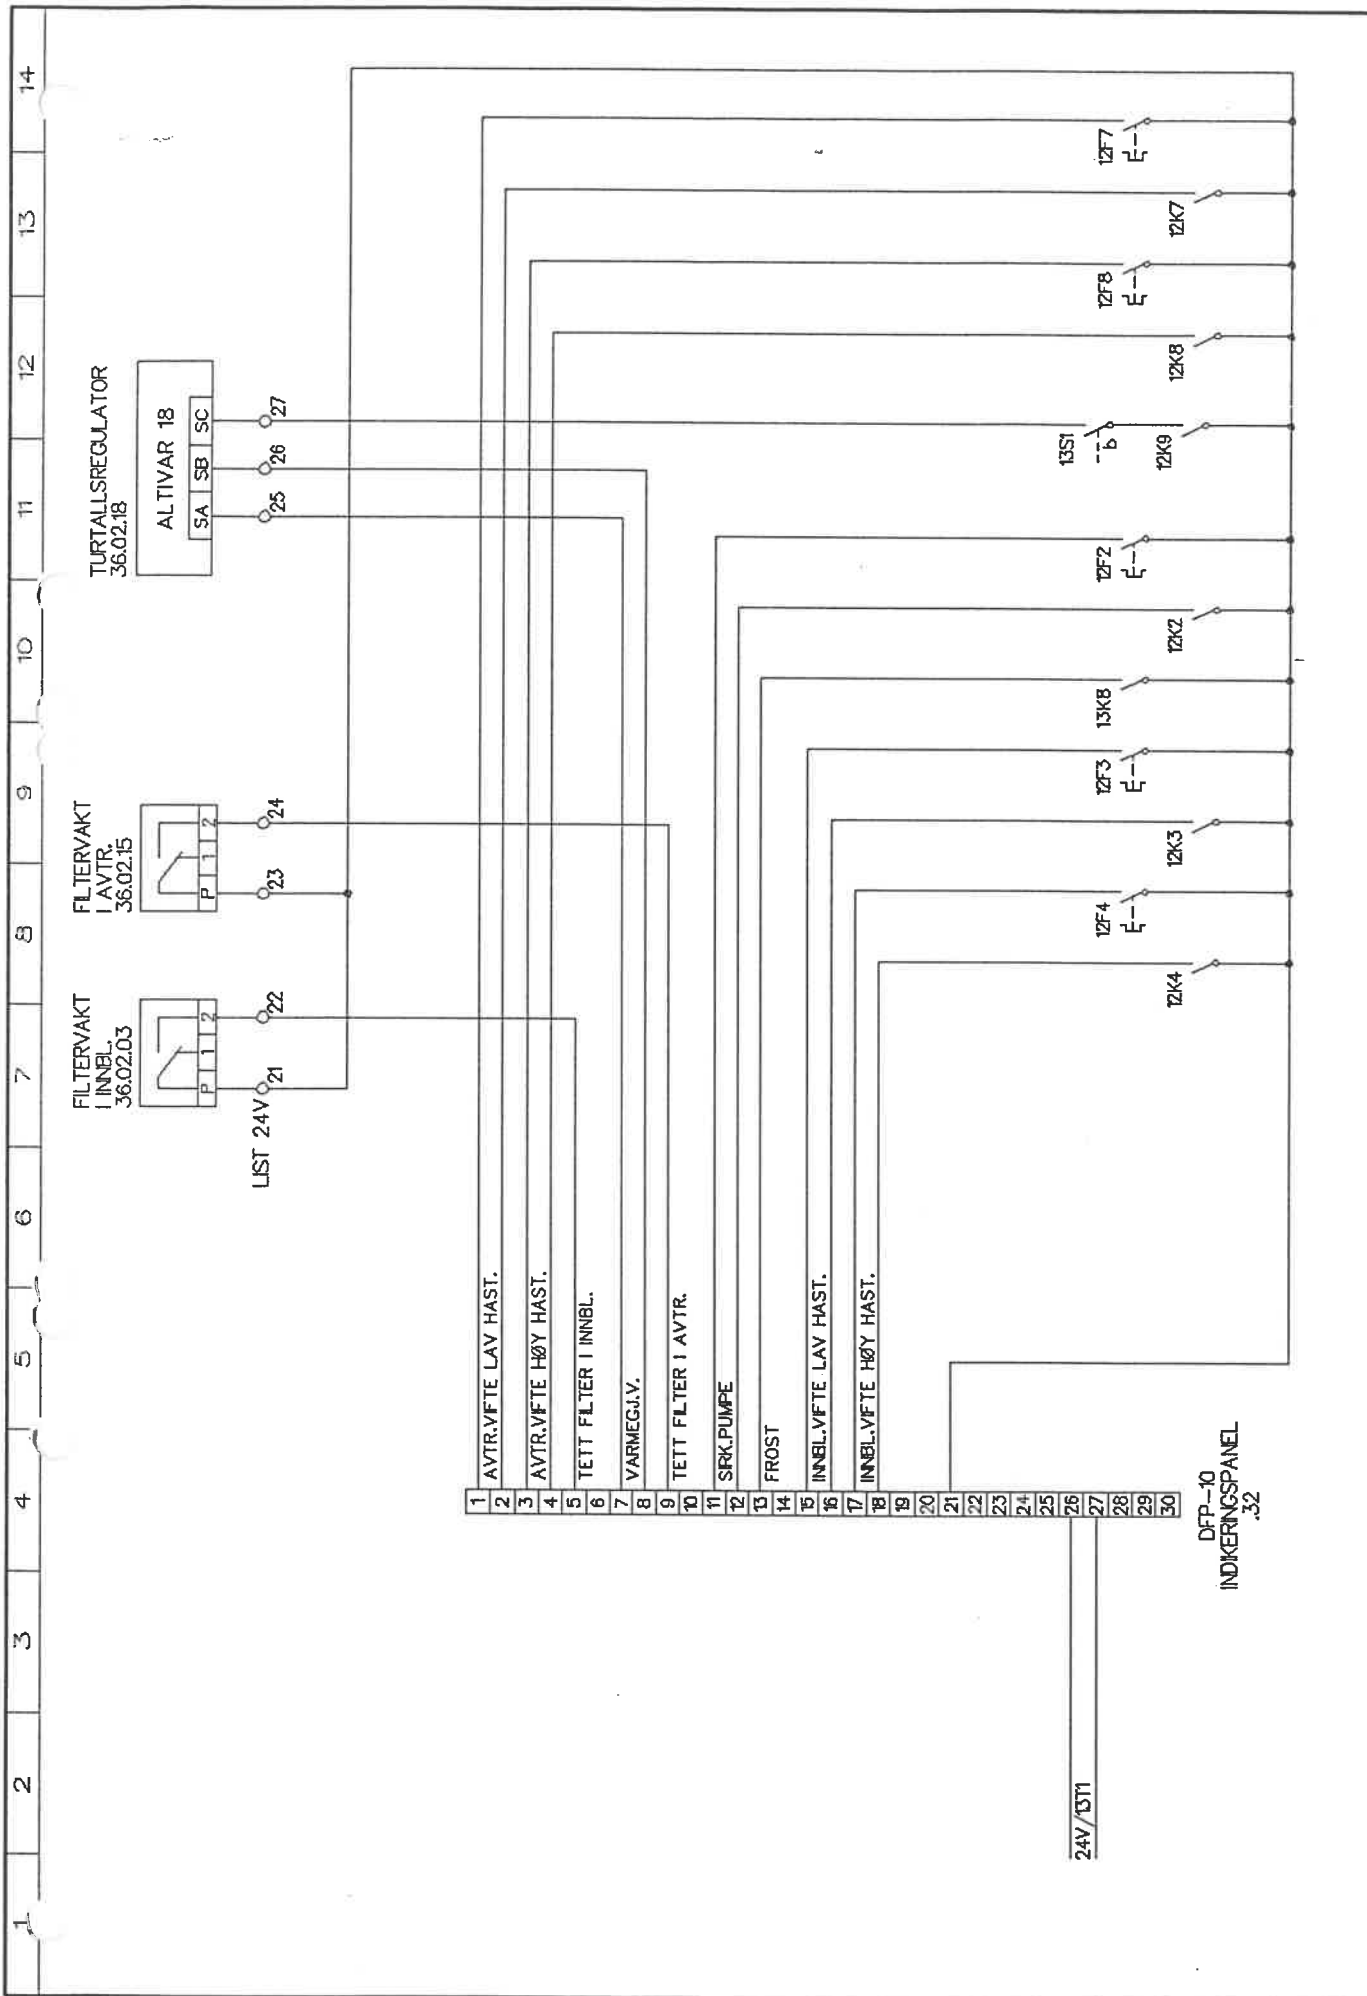 1 2 3 4 5 6 7 8 9 10 11 12 13 14
FILTERVAKT
I INNBL.
36.02.03
P 1 2
LIST 24V 21 22
FILTERVAKT
I AVTR.
36.02.15
P 1 2
23 24
TURTALLSREGULATOR
36.02.18
ALTIVAR 18
SA SB SC
25 26 27
1 AVTR.VIFTE LAV HAST.
2
3 AVTR.VIFTE HØY HAST.
4
5 TETT FILTER I INNBL.
6
7 VARMEGJ.V.
8
9 TETT FILTER I AVTR.
10
11 SIRK.PUMPE
12
13 FROST
14
15 INNBL.VIFTE LAV HAST.
16
17 INNBL.VIFTE HØY HAST.
18
19
20
21
22
23
24
25
26
27
28
29
30
24V/13T1
DFP-10
INDIKERINGSPANEL
.32
12K4
12F4
12K3
12F3
13K8
12K2
12F2
13S1
12K9
12K8
12F8
12K7
12F7